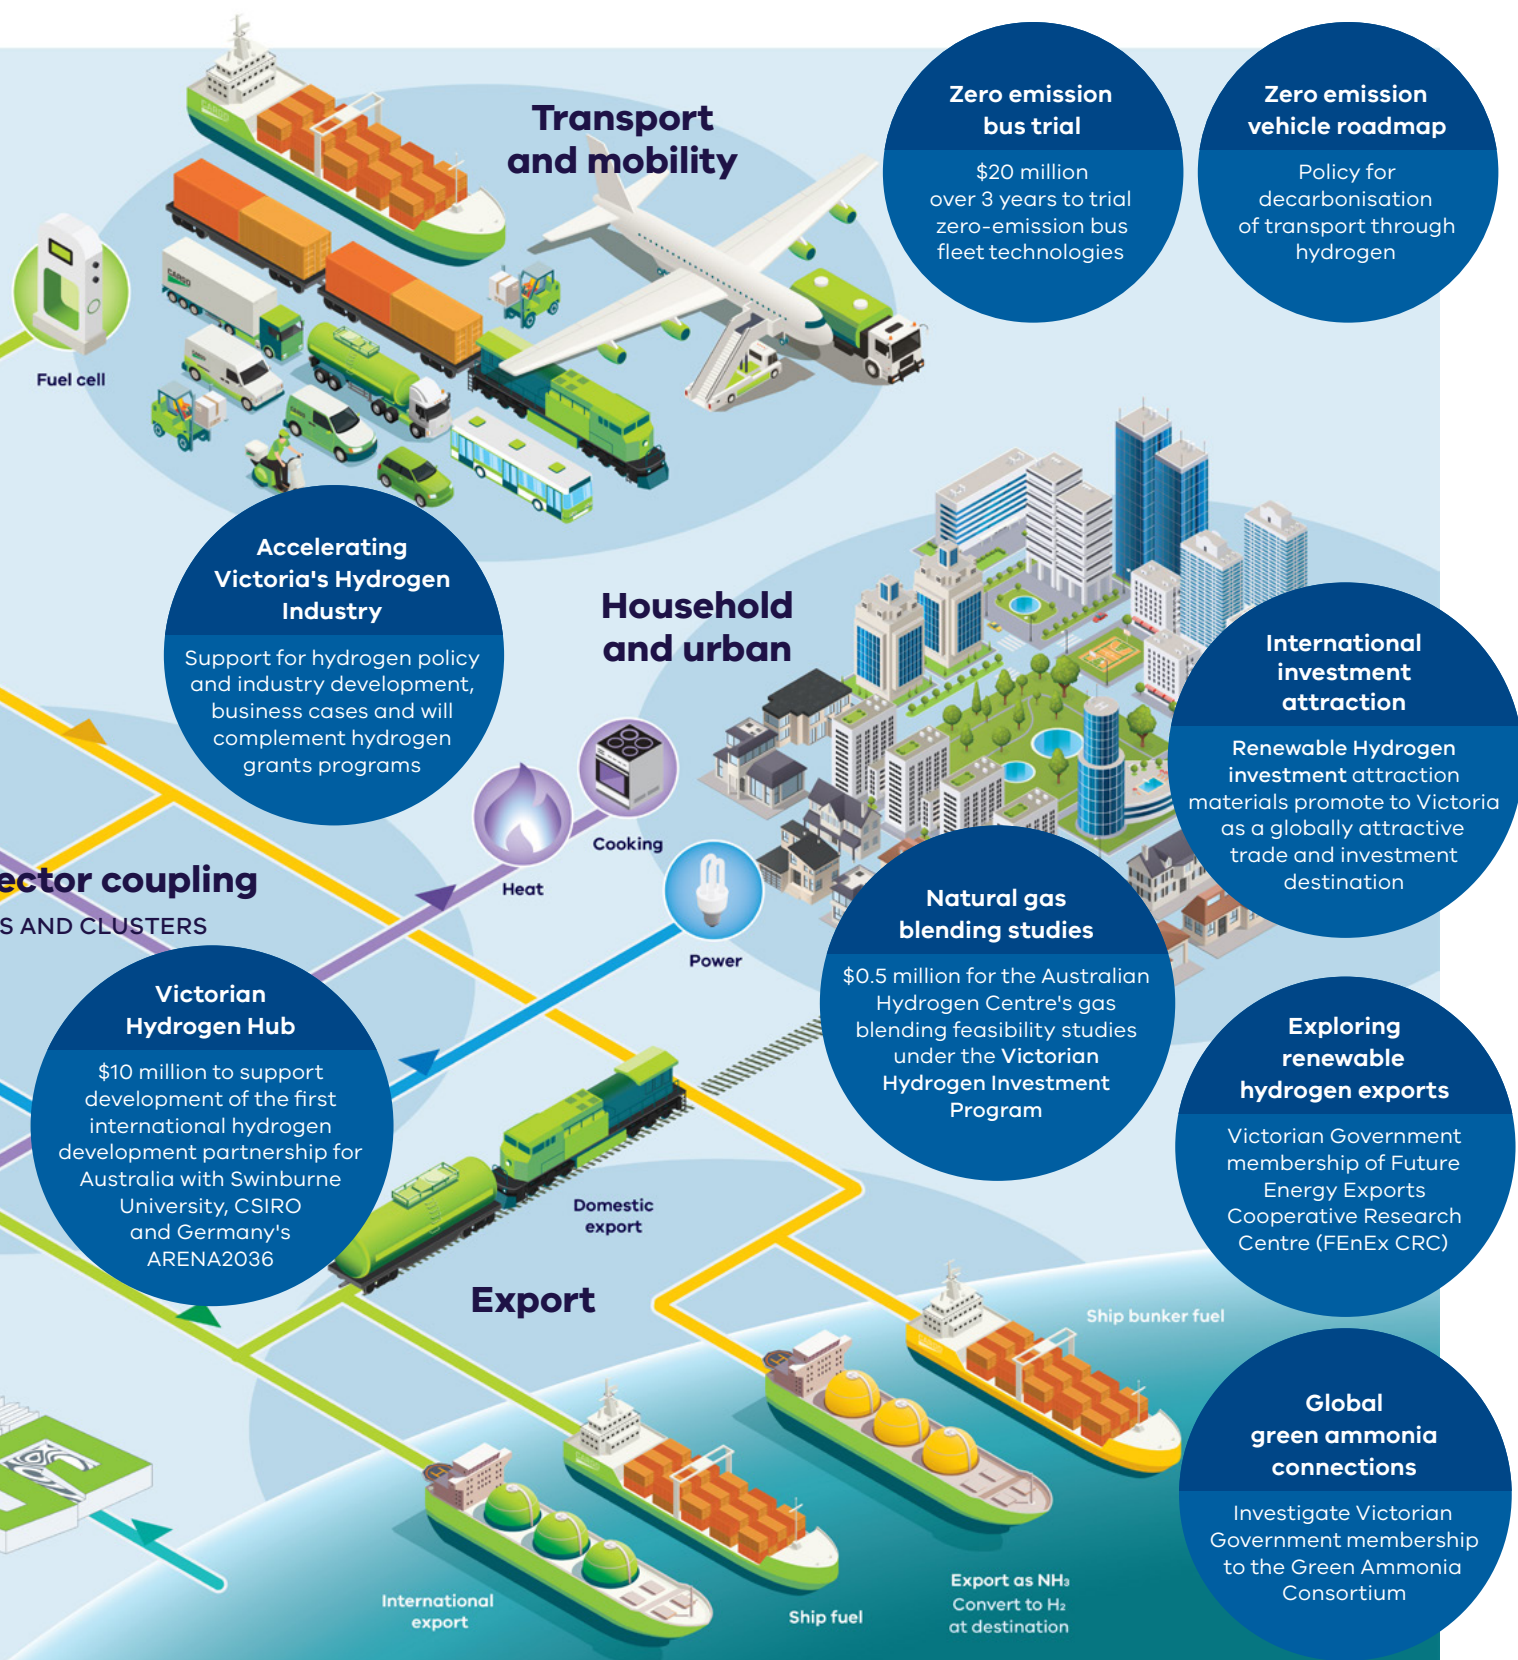 Transport
and mobility
Zero emission
bus trial
$20 million
over 3 years to trial
zero-emission bus
fleet technologies
Zero emission
vehicle roadmap
Policy for
decarbonisation
of transport through
hydrogen
CARGO
CARGO
Fuel cell
Accelerating
Victoria's Hydrogen
Industry
Support for hydrogen policy
and industry development,
business cases and will
complement hydrogen
grants programs
Household
and urban
International
investment
attraction
Renewable Hydrogen
investment attraction
materials promote to Victoria
as a globally attractive
trade and investment
destination
Cooking
Heat
Power
ector coupling
S AND CLUSTERS
Natural gas
blending studies
$0.5 million for the Australian
Hydrogen Centre's gas
blending feasibility studies
under the Victorian
Hydrogen Investment
Program
Victorian
Hydrogen Hub
$10 million to support
development of the first
international hydrogen
development partnership for
Australia with Swinburne
University, CSIRO
and Germany's
ARENA2036
Exploring
renewable
hydrogen exports
Victorian Government
membership of Future
Energy Exports
Cooperative Research
Centre (FEnEx CRC)
Domestic
export
Export
Ship bunker fuel
Global
green ammonia
connections
Investigate Victorian
Government membership
to the Green Ammonia
Consortium
International
export
Ship fuel
Export as NH₃
Convert to H₂
at destination